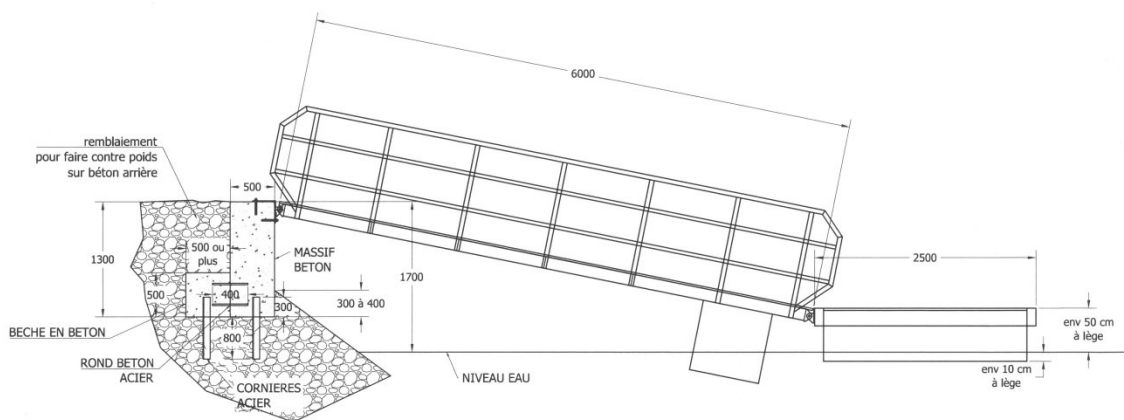 6000
remblaiement
pour faire contre poids
sur béton arrière
500
1300
500 ou
plus
MASSIF
BETON
1700
2500
500
400
300
300 à 400
BECHE EN BETON
800
env 50 cm
à lège
ROND BETON
ACIER
CORNIERES
ACIER
NIVEAU EAU
env 10 cm
à lège